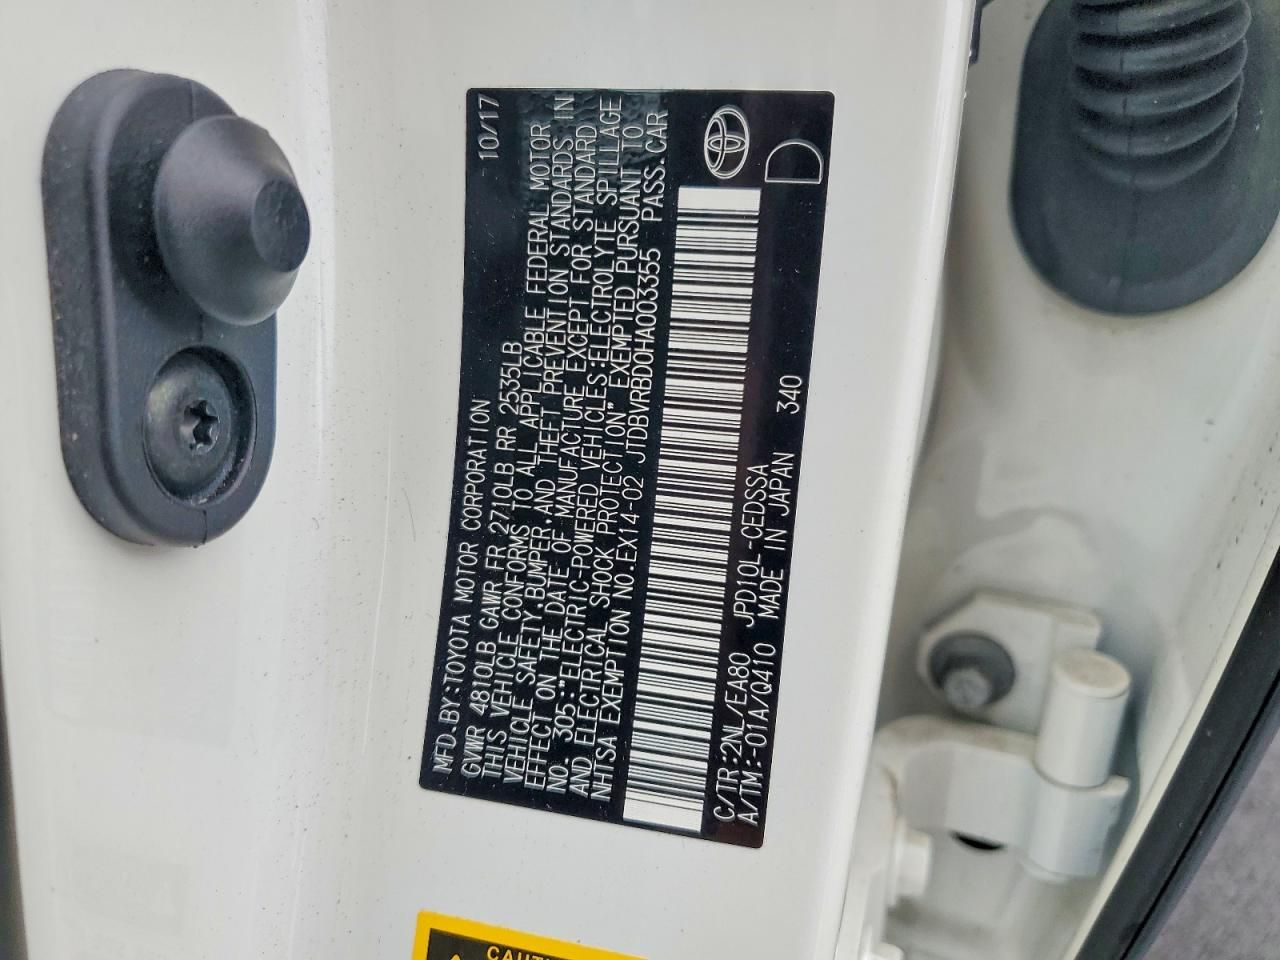 MFD.BY:TOYOTA MOTOR CORPORATION 10/17
GVWR 4810LB GAWR FR 2710LB RR 2535LB
THIS VEHICLE CONFORMS TO ALL APPLICABLE FEDERAL MOTOR
VEHICLE SAFETY,BUMPER,AND THEFT PREVENTION STANDARDS IN
EFFECT ON THE DATE OF MANUFACTURE EXCEPT FOR STANDARD
NO. 305:"ELECTRIC-POWERED VEHICLES:ELECTROLYTE SPILLAGE
AND ELECTRICAL SHOCK PROTECTION" EXEMPTED PURSUANT TO
NHTSA EXEMPTION NO.EX14-02 JTDBVRBD0HA003355 PASS.CAR
C/TR:2NL/EA80 JPD10L-CEDSSA
A/TM:-01A/Q410 MADE IN JAPAN 340 D